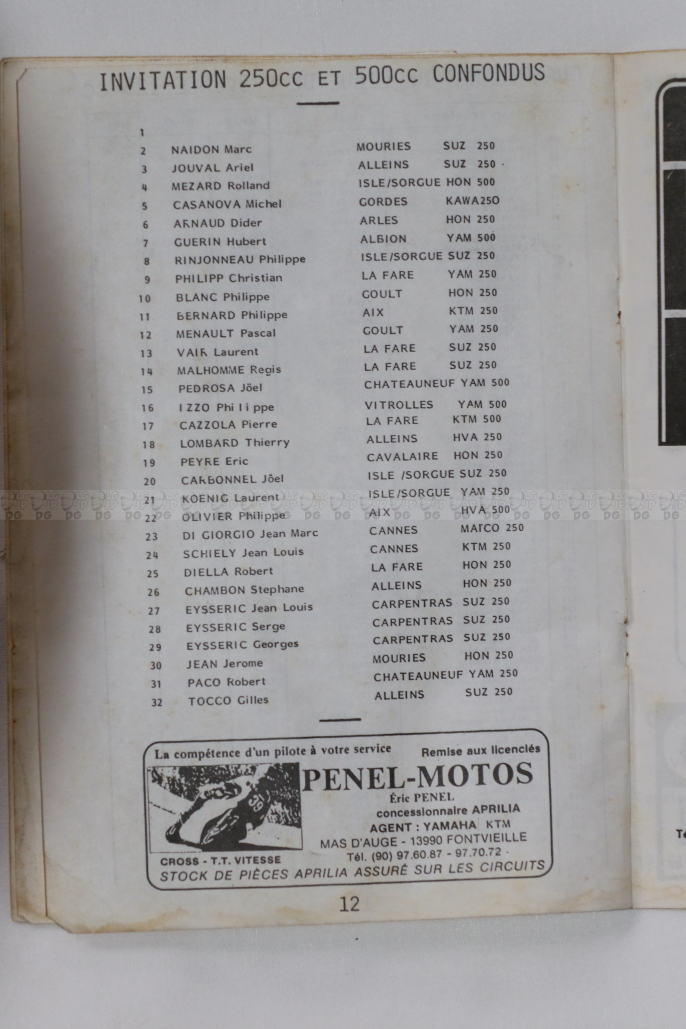 INVITATION 250CC ET 500CC CONFONDUS
1
2 NAIDON Marc MOURIES SUZ 250
3 JOUVAL Ariel ALLEINS SUZ 250
4 MEZARD Rolland ISLE/SORGUE HON 500
5 CASANOVA Michel GORDES KAWA250
6 ARNAUD Dider ARLES HON 250
7 GUERIN Hubert ALBION YAM 500
8 RINJONNEAU Philippe ISLE/SORGUE SUZ 250
9 PHILIPP Christian LA FARE YAM 250
10 BLANC Philippe GOULT HON 250
11 BERNARD Philippe AIX KTM 250
12 MENAULT Pascal GOULT YAM 250
13 VAIR Laurent LA FARE SUZ 250
14 MALHOMME Regis LA FARE SUZ 250
15 PEDROSA Jôel CHATEAUNEUF YAM 500
16 IZZO Philippe VITROLLES YAM 500
17 CAZZOLA Pierre LA FARE KTM 500
18 LOMBARD Thierry ALLEINS HVA 250
19 PEYRE Eric CAVALAIRE HON 250
20 CARBONNEL Jôel ISLE /SORGUE SUZ 250
21 KOENIG Laurent ISLE/SORGUE YAM 250
22 OLIVIER Philippe AIX HVA 500
23 DI GIORGIO Jean Marc CANNES MAICO 250
24 SCHIELY Jean Louis CANNES KTM 250
25 DIELLA Robert LA FARE HON 250
26 CHAMBON Stephane ALLEINS HON 250
27 EYSSERIC Jean Louis CARPENTRAS SUZ 250
28 EYSSERIC Serge CARPENTRAS SUZ 250
29 EYSSERIC Georges CARPENTRAS SUZ 250
30 JEAN Jerome MOURIES HON 250
31 PACO Robert CHATEAUNEUF YAM 250
32 TOCCO Gilles ALLEINS SUZ 250
La compétence d'un pilote à votre service Remise aux licenciés
PENEL-MOTOS
Éric PENEL
concessionnaire APRILIA
AGENT : YAMAHA KTM
MAS D'AUGE - 13990 FONTVIEILLE
Tél. (90) 97.60.87 - 97.70.72
CROSS - T.T. VITESSE
STOCK DE PIÈCES APRILIA ASSURÉ SUR LES CIRCUITS
12